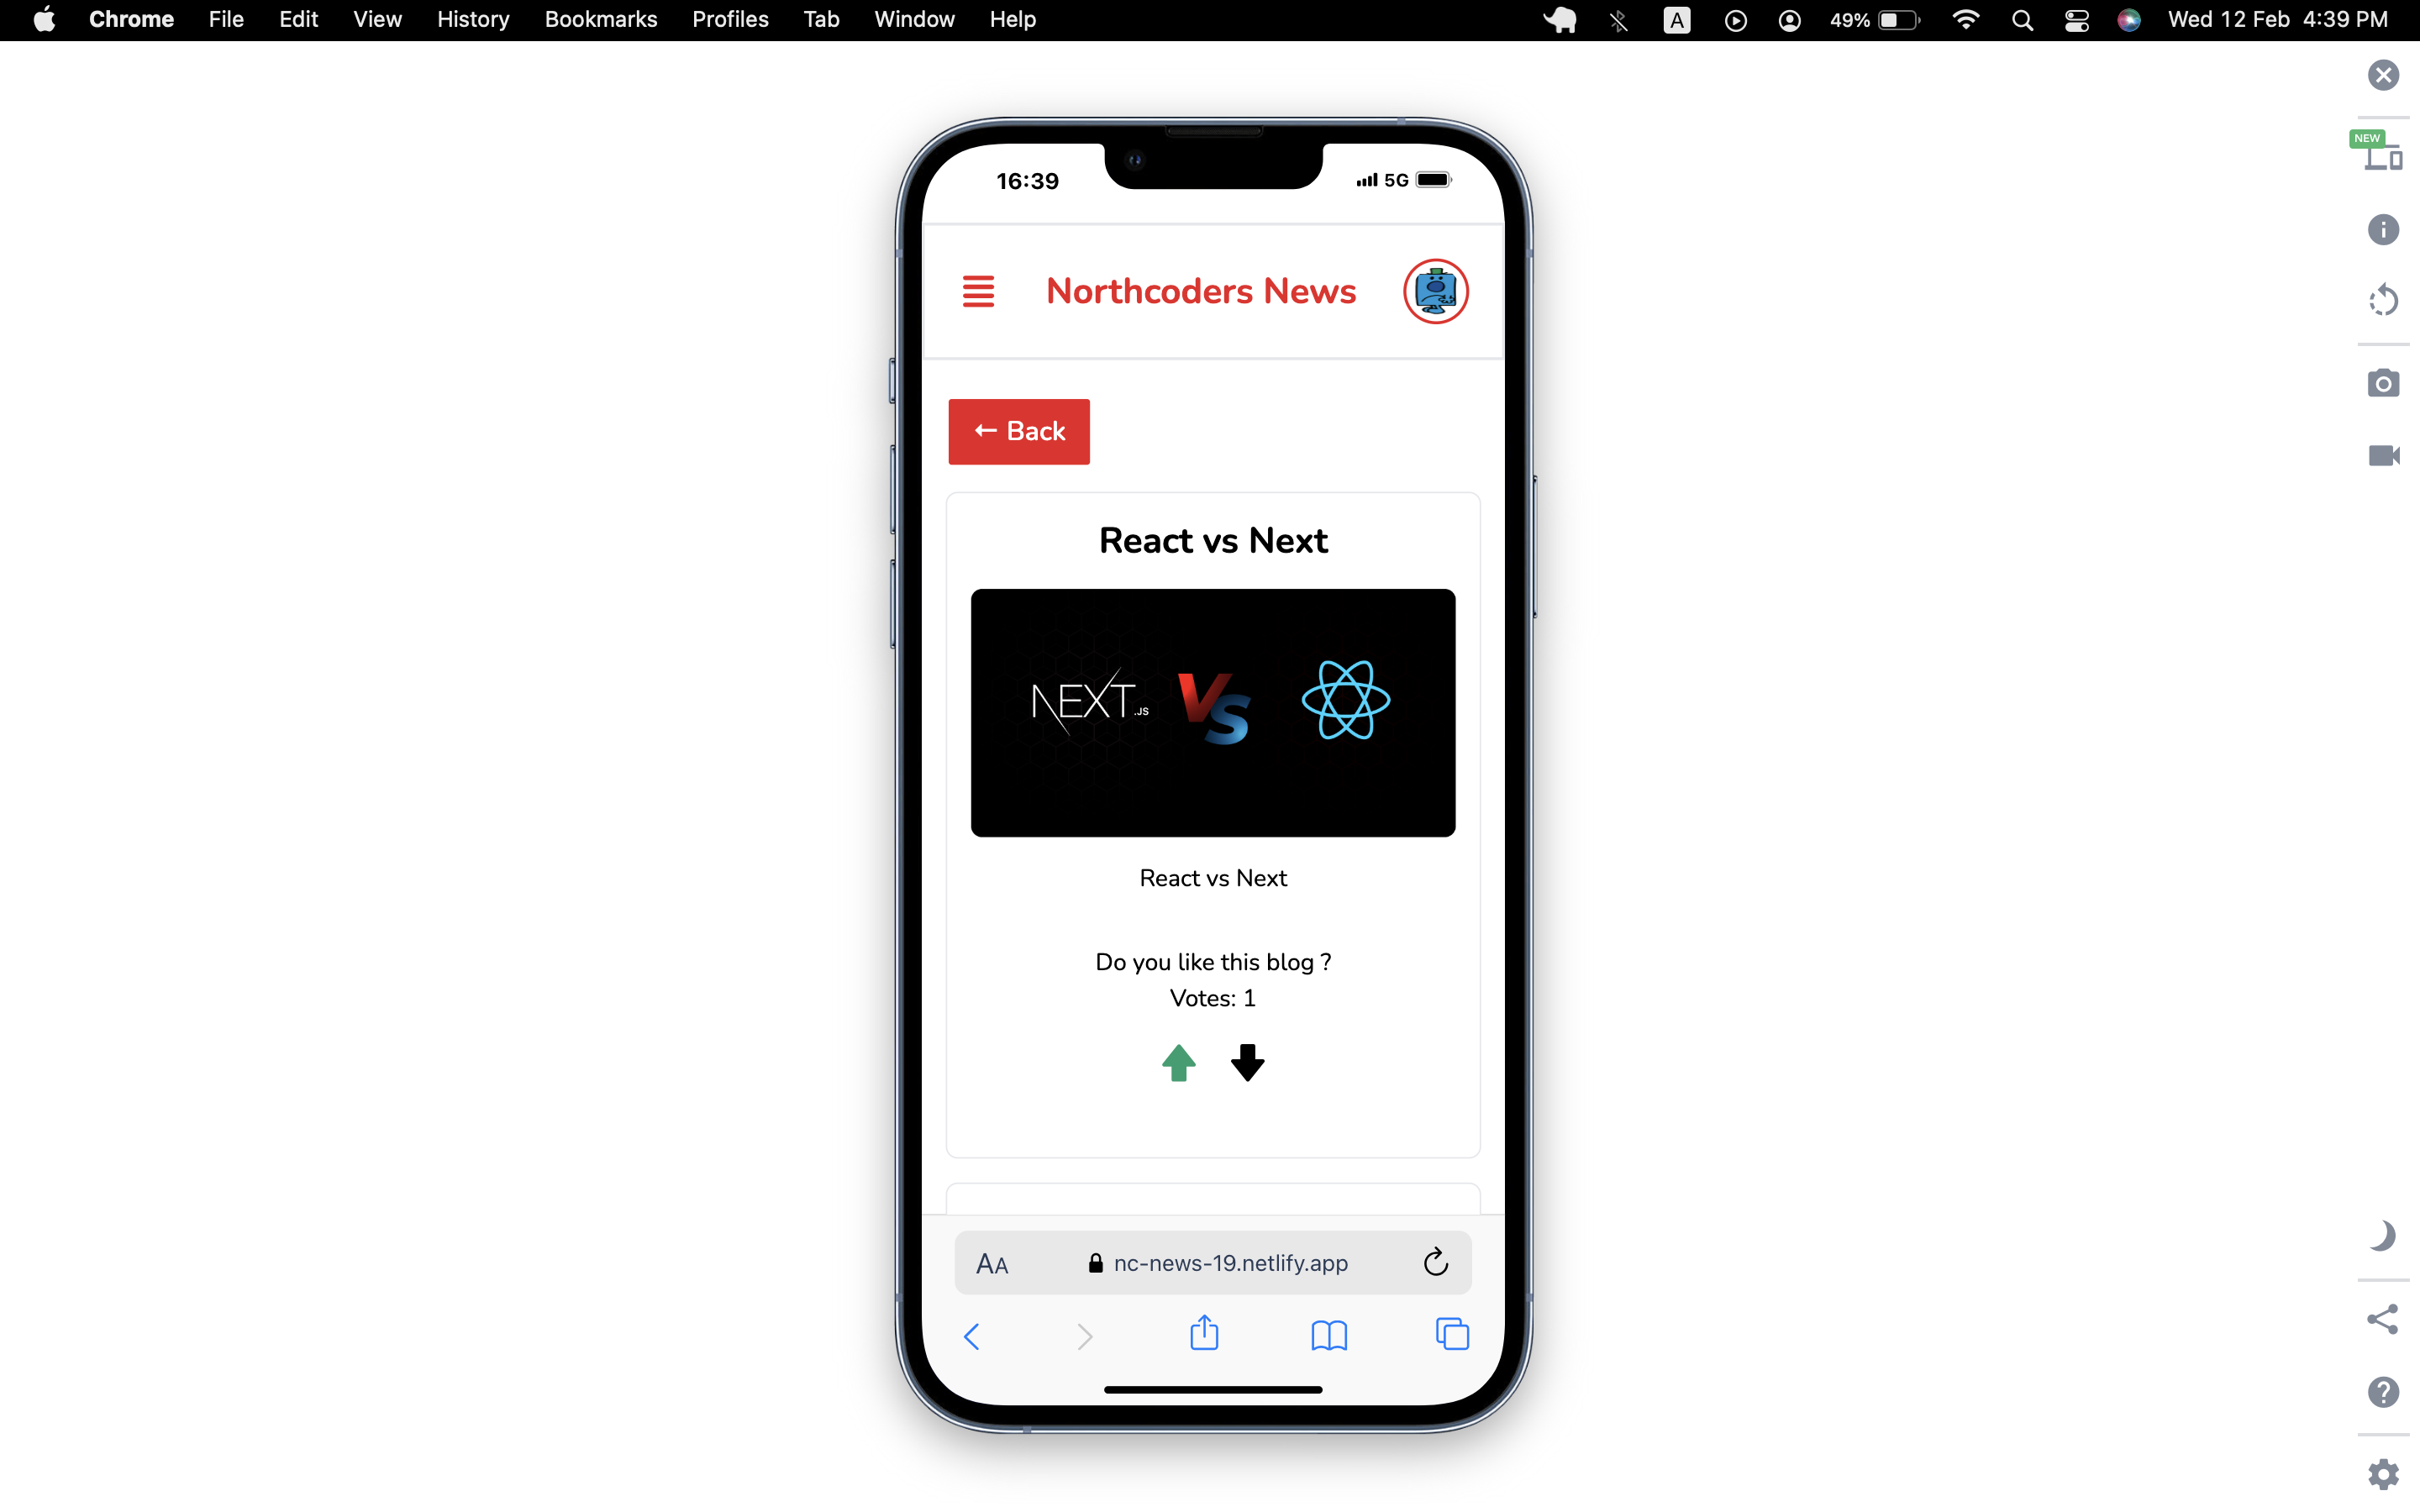 Chrome File Edit View History Bookmarks Profiles Tab Window Help A 49% Wed 12 Feb 4:39 PM
NEW
16:39 5G
Northcoders News
← Back
React vs Next
NEXT.JS VS
React vs Next
Do you like this blog ?
Votes: 1
AA nc-news-19.netlify.app